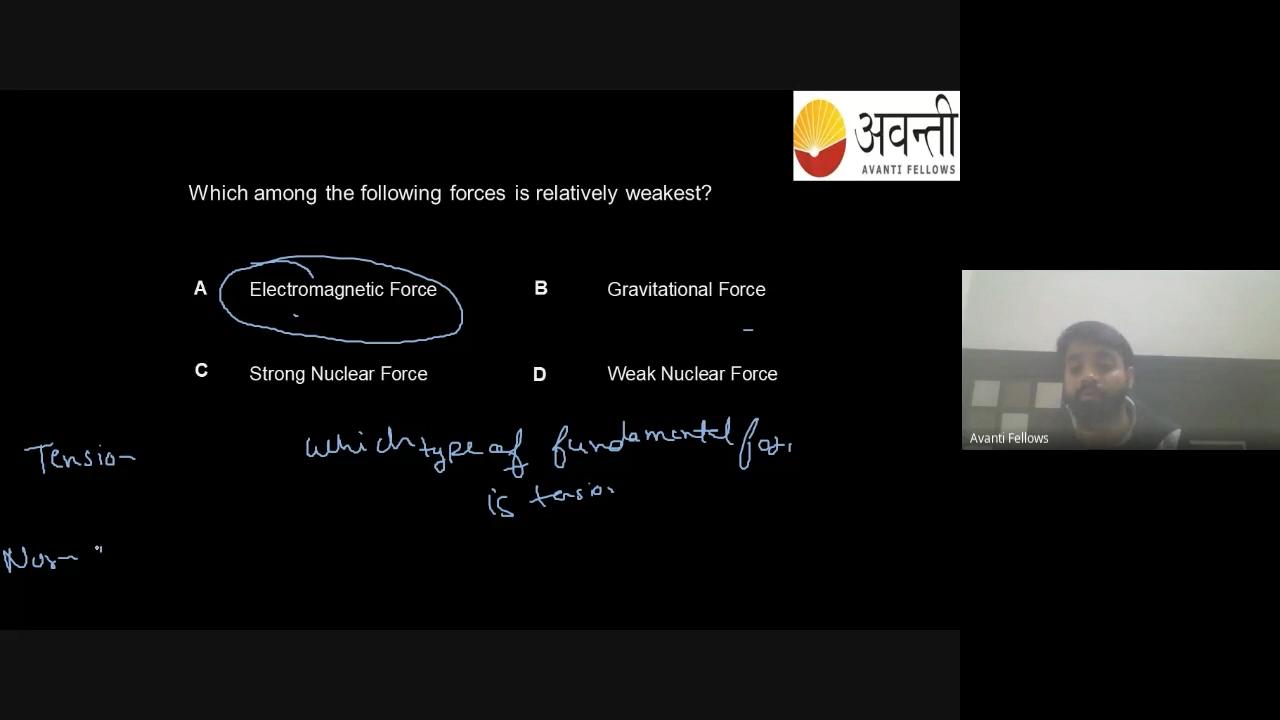 अवन्ती
AVANTI FELLOWS
Which among the following forces is relatively weakest?
A Electromagnetic Force B Gravitational Force
C Strong Nuclear Force D Weak Nuclear Force
Tension
which type of fundamental
is tension
Avanti Fellows